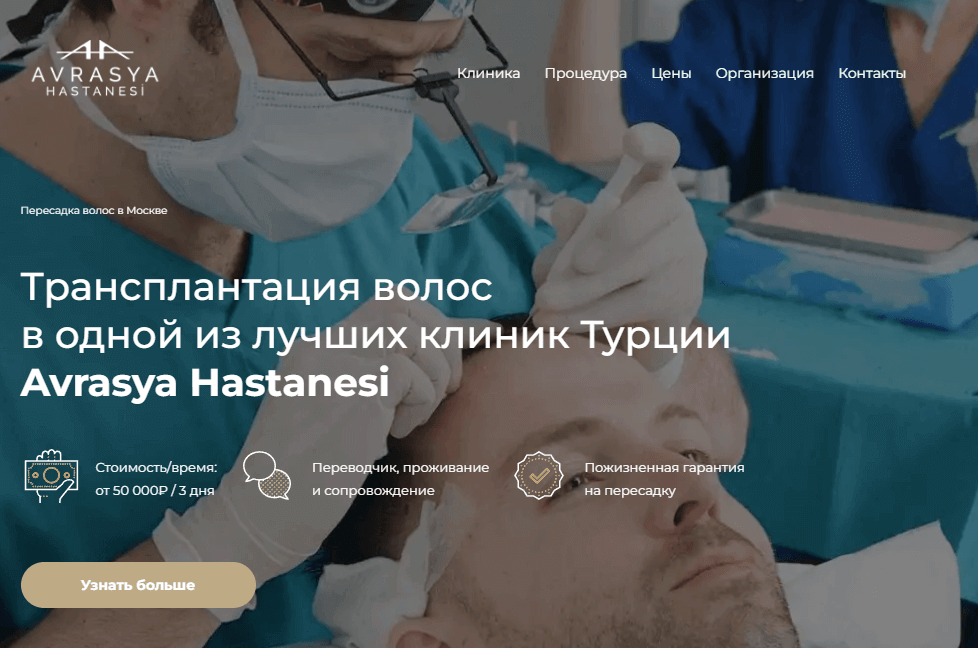 AVRASYA
HASTANESİ
Клиника Процедура Цены Организация Контакты
Пересадка волос в Москве
Трансплантация волос
в одной из лучших клиник Турции
Avrasya Hastanesi
Стоимость/время:
от 50 000₽ / 3 дня
Переводчик, проживание
и сопровождение
Пожизненная гарантия
на пересадку
Узнать больше